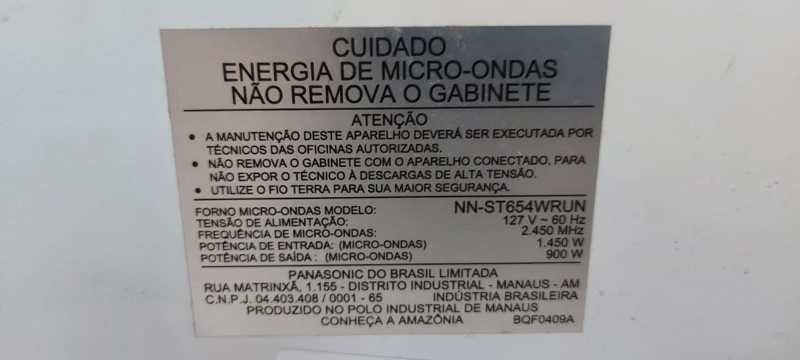 CUIDADO
ENERGIA DE MICRO-ONDAS
NÃO REMOVA O GABINETE
ATENÇÃO
• A MANUTENÇÃO DESTE APARELHO DEVERÁ SER EXECUTADA POR
TÉCNICOS DAS OFICINAS AUTORIZADAS.
• NÃO REMOVA O GABINETE COM O APARELHO CONECTADO, PARA
NÃO EXPOR O TÉCNICO À DESCARGAS DE ALTA TENSÃO.
• UTILIZE O FIO TERRA PARA SUA MAIOR SEGURANÇA.
FORNO MICRO-ONDAS MODELO: NN-ST654WRUN
TENSÃO DE ALIMENTAÇÃO: 127 V ~ 60 Hz
FREQUÊNCIA DE MICRO-ONDAS: 2.450 MHz
POTÊNCIA DE ENTRADA: (MICRO-ONDAS) 1.450 W
POTÊNCIA DE SAÍDA : (MICRO-ONDAS) 900 W
PANASONIC DO BRASIL LIMITADA
RUA MATRINXÃ, 1.155 - DISTRITO INDUSTRIAL - MANAUS - AM
C.N.P.J. 04.403.408 / 0001 - 65 INDÚSTRIA BRASILEIRA
PRODUZIDO NO POLO INDUSTRIAL DE MANAUS
CONHEÇA A AMAZÔNIA BQF0409A